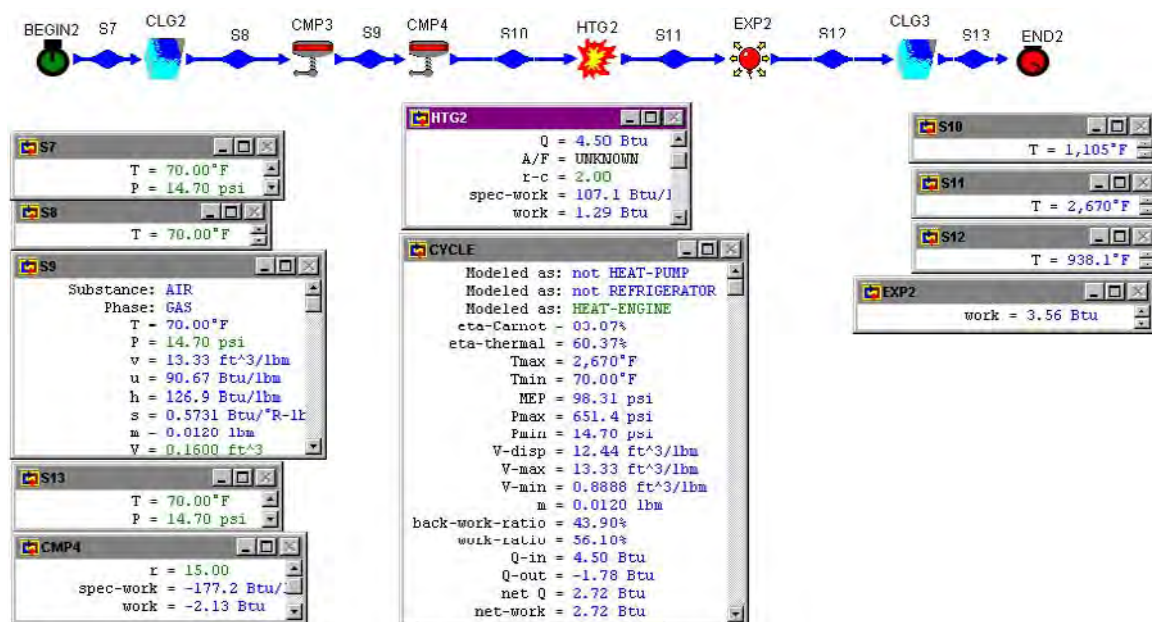 BEGIN2 S7 CLG2 S8 CMP3 S9 CMP4 S10 HTG2 S11 EXP2 S12 CLG3 S13 END2
S7
T = 70.00°F
P = 14.70 psi
S8
T = 70.00°F
S9
Substance: AIR
Phase: GAS
T = 70.00°F
P = 14.70 psi
v = 13.33 ft^3/lbm
u = 90.67 Btu/lbm
h = 126.9 Btu/lbm
s = 0.5731 Btu/°R-lb
m = 0.0120 lbm
V = 0.1600 ft^3
S13
T = 70.00°F
P = 14.70 psi
CMP4
r = 15.00
spec-work = -177.2 Btu/
work = -2.13 Btu
HTG2
Q = 4.50 Btu
A/F = UNKNOWN
r-c = 2.00
spec-work = 107.1 Btu/l
work = 1.29 Btu
CYCLE
Modeled as: not HEAT-PUMP
Modeled as: not REFRIGERATOR
Modeled as: HEAT-ENGINE
eta-Carnot = 83.07%
eta-thermal = 60.37%
Tmax = 2,670°F
Tmin = 70.00°F
MEP = 98.31 psi
Pmax = 651.4 psi
Pmin = 14.70 psi
V-disp = 12.44 ft^3/lbm
V-max = 13.33 ft^3/lbm
V-min = 0.8888 ft^3/lbm
m = 0.0120 lbm
back-work-ratio = 43.90%
work-ratio = 56.10%
Q-in = 4.50 Btu
Q-out = -1.78 Btu
net Q = 2.72 Btu
net-work = 2.72 Btu
S10
T = 1,105°F
S11
T = 2,670°F
S12
T = 938.1°F
EXP2
work = 3.56 Btu